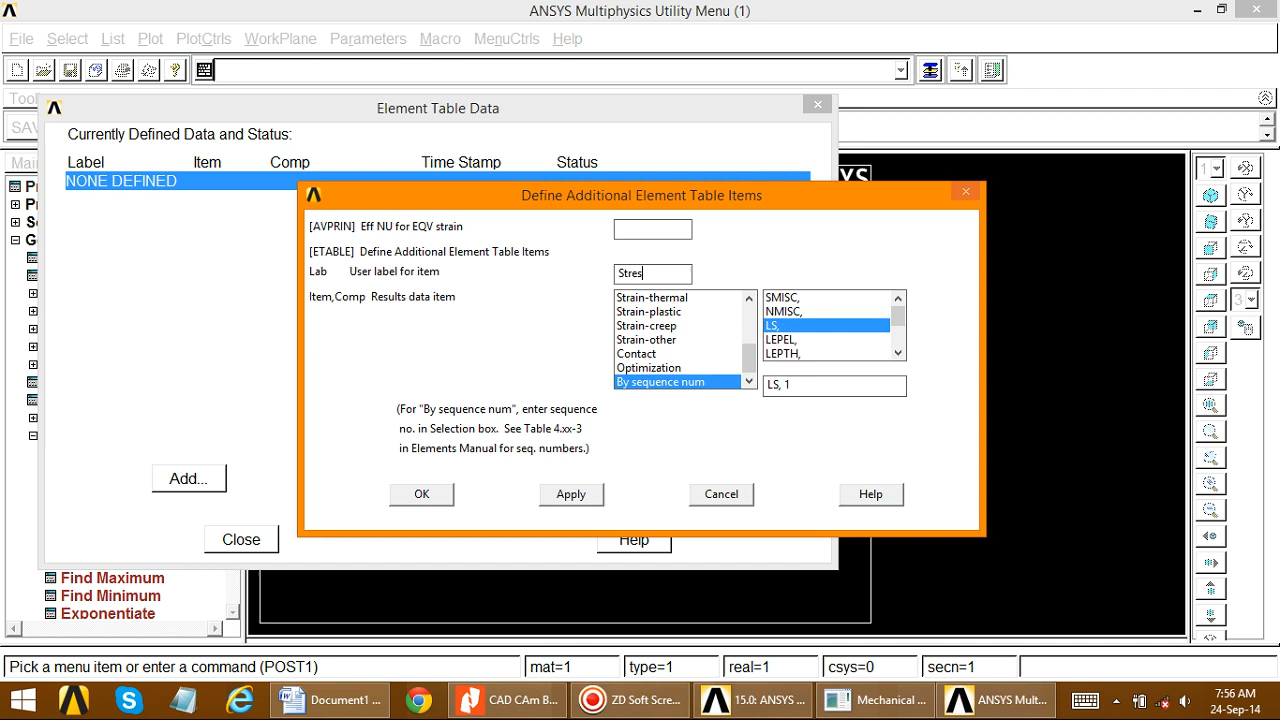 ANSYS Multiphysics Utility Menu (1)
File Select List Plot PlotCtrls WorkPlane Parameters Macro MenuCtrls Help
Tool
SAV
Element Table Data
Currently Defined Data and Status:
Label Item Comp Time Stamp Status
NONE DEFINED
Define Additional Element Table Items
[AVPRIN] Eff NU for EQV strain
[ETABLE] Define Additional Element Table Items
Lab User label for item
Stres
Item,Comp Results data item
Strain-thermal
Strain-plastic
Strain-creep
Strain-other
Contact
Optimization
By sequence num
SMISC,
NMISC,
LS,
LEPEL,
LEPTH,
LS, 1
(For "By sequence num", enter sequence
no. in Selection box. See Table 4.xx-3
in Elements Manual for seq. numbers.)
OK Apply Cancel Help
Add...
Close Help
Main
P
P
S
G
YS
1
3
Find Maximum
Find Minimum
Exponentiate
Pick a menu item or enter a command (POST1)
mat=1 type=1 real=1 csys=0 secn=1
Document1 ...
CAD CAm B...
ZD Soft Scre...
15.0: ANSYS ...
Mechanical ...
ANSYS Mult...
7:56 AM
24-Sep-14